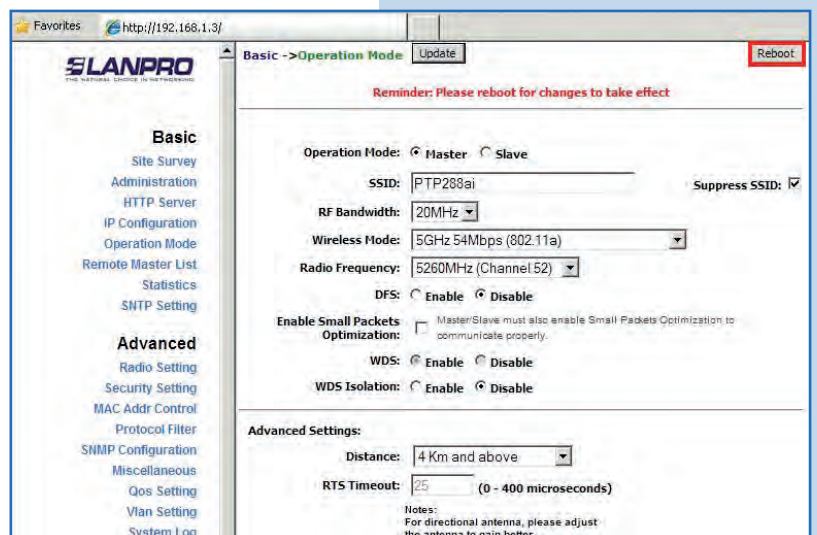 Favorites http://192.168.1.3/
SLANPRO
THE NATURAL CHOICE IN NETWORKING
Basic
Site Survey
Administration
HTTP Server
IP Configuration
Operation Mode
Remote Master List
Statistics
SNTP Setting
Advanced
Radio Setting
Security Setting
MAC Addr Control
Protocol Filter
SNMP Configuration
Miscellaneous
Qos Setting
Vlan Setting
System Log
Basic ->Operation Mode Update Reboot
Reminder: Please reboot for changes to take effect
Operation Mode: Master Slave
SSID: PTP288ai Suppress SSID:
RF Bandwidth: 20MHz
Wireless Mode: 5GHz 54Mbps (802.11a)
Radio Frequency: 5260MHz (Channel 52)
DFS: Enable Disable
Enable Small Packets Optimization: Master/Slave must also enable Small Packets Optimization to
communicate properly.
WDS: Enable Disable
WDS Isolation: Enable Disable
Advanced Settings:
Distance: 4 Km and above
RTS Timeout: 25 (0 - 400 microseconds)
Notes:
For directional antenna, please adjust
the antenna to gain better